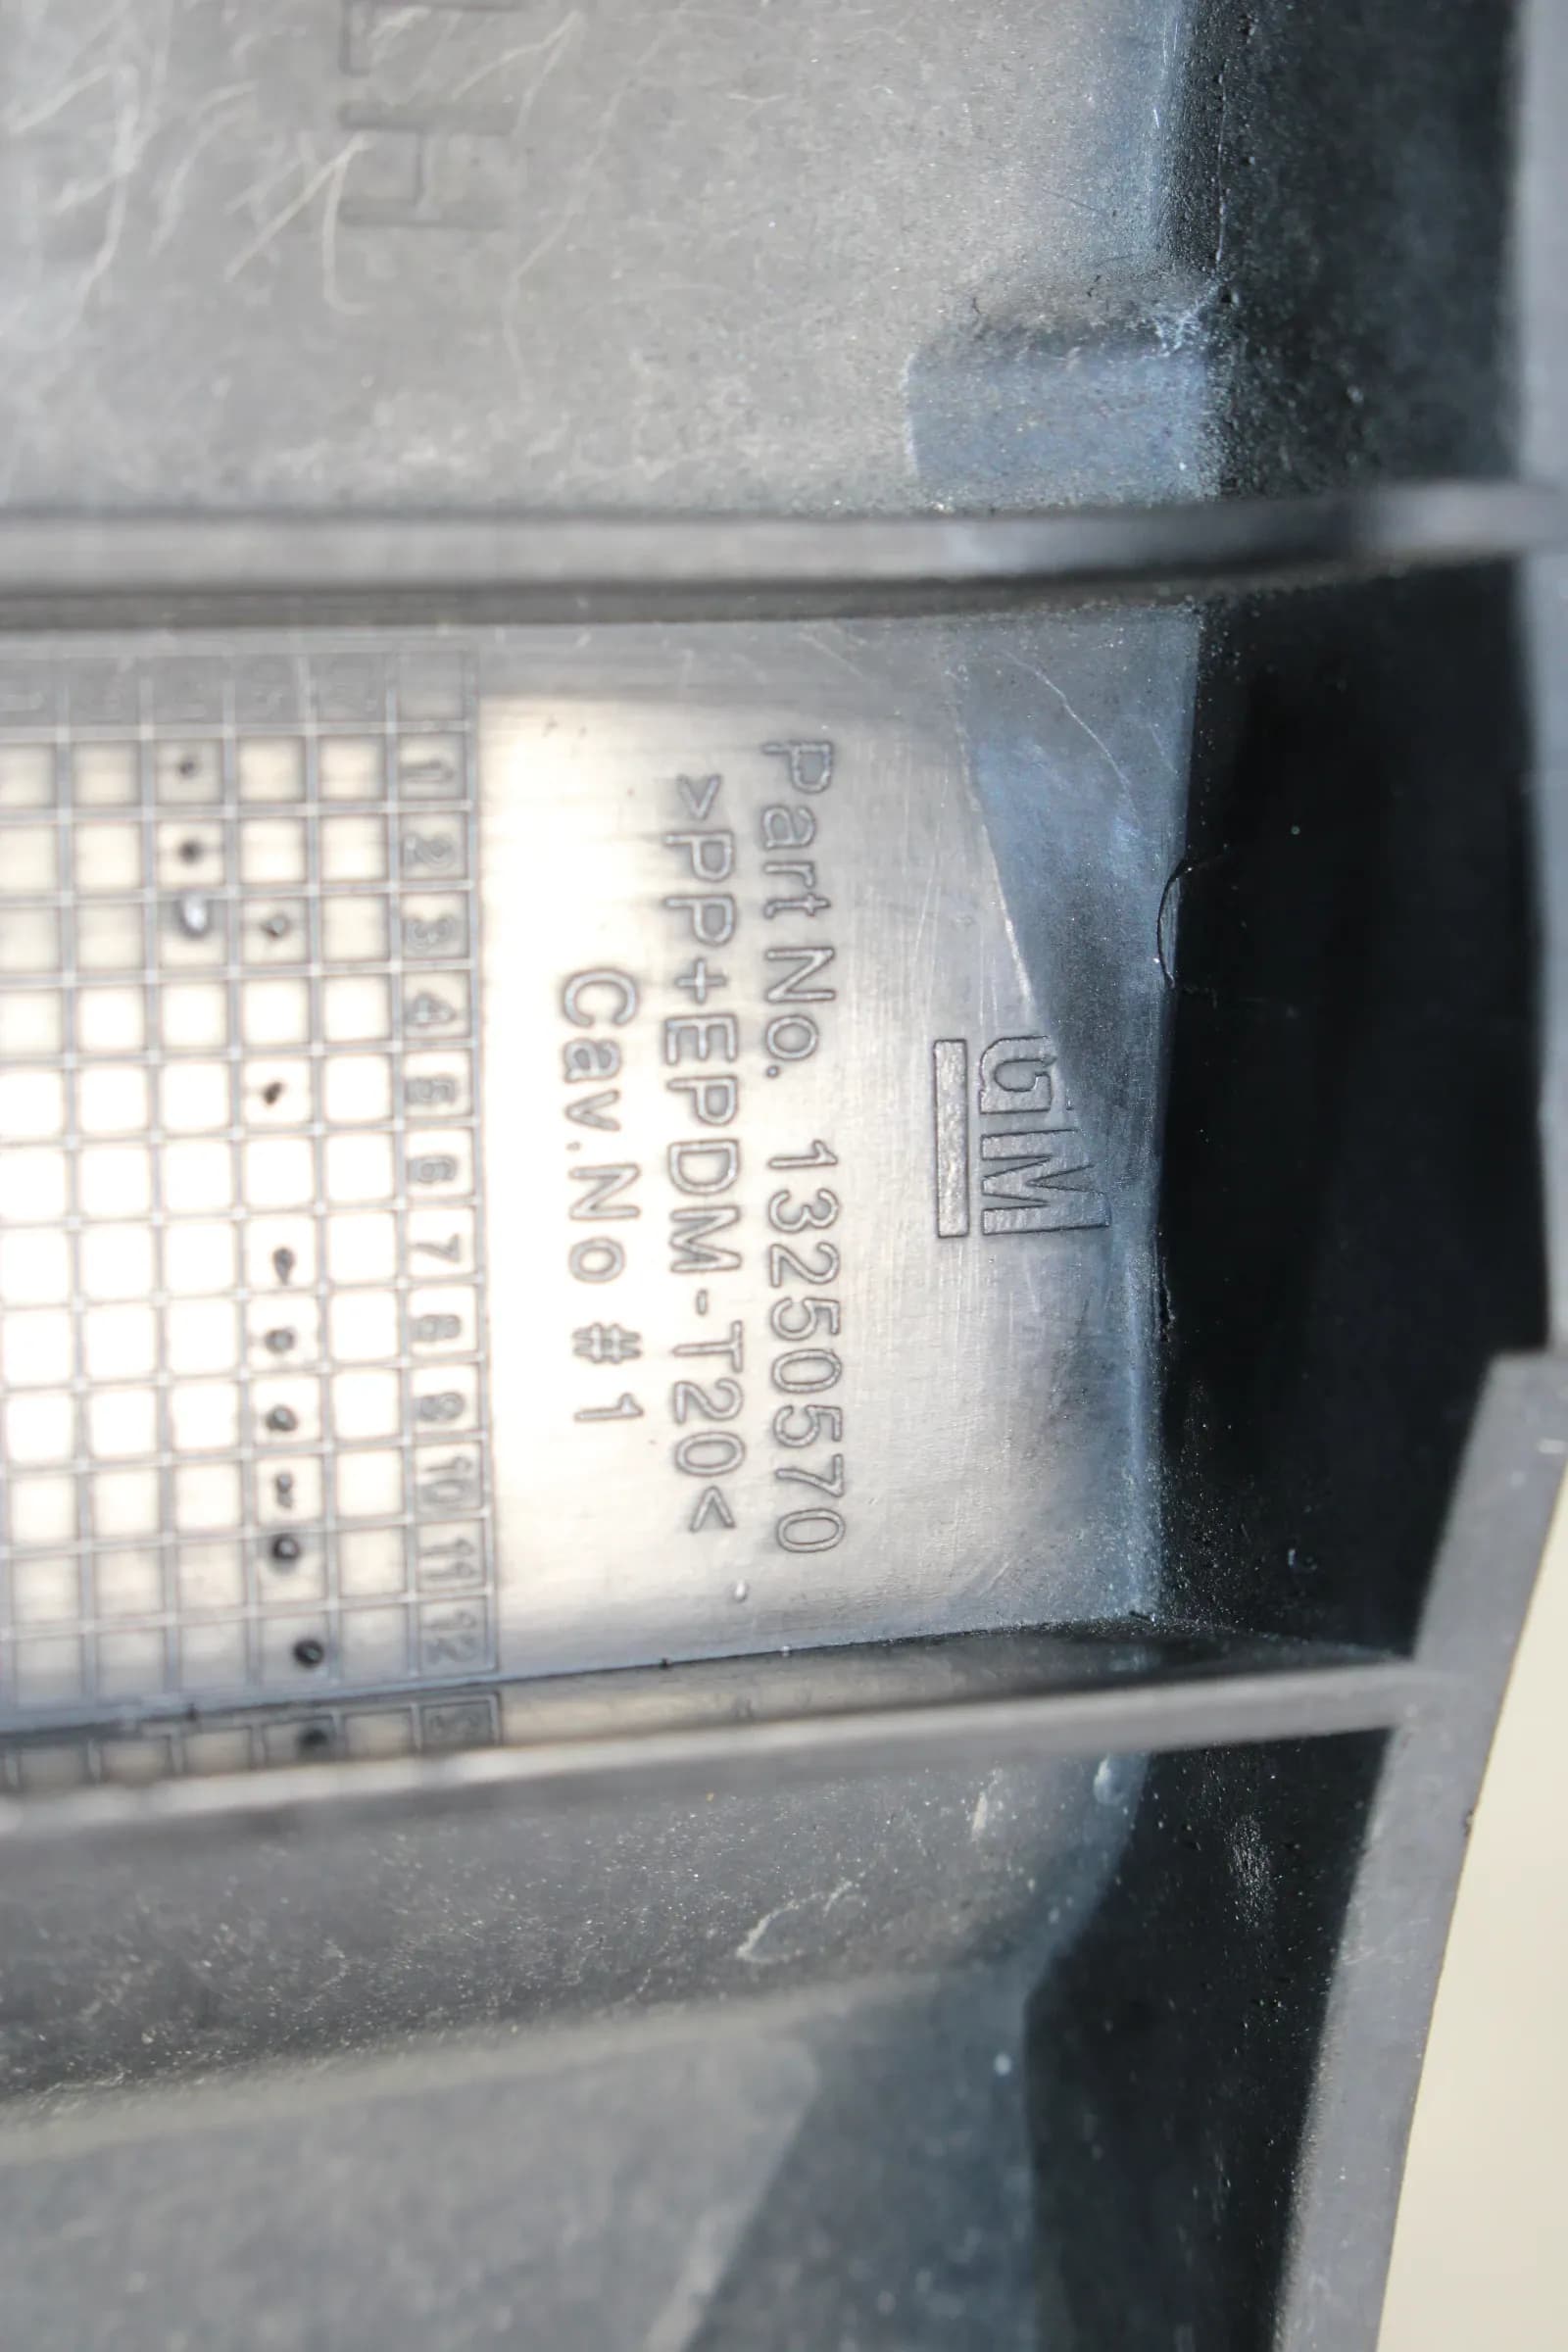 GM
Part No. 13250570
>PP+EPDM-T20<
Cav.No #1
1 2 3 4 5 6 7 8 9 10 11 12